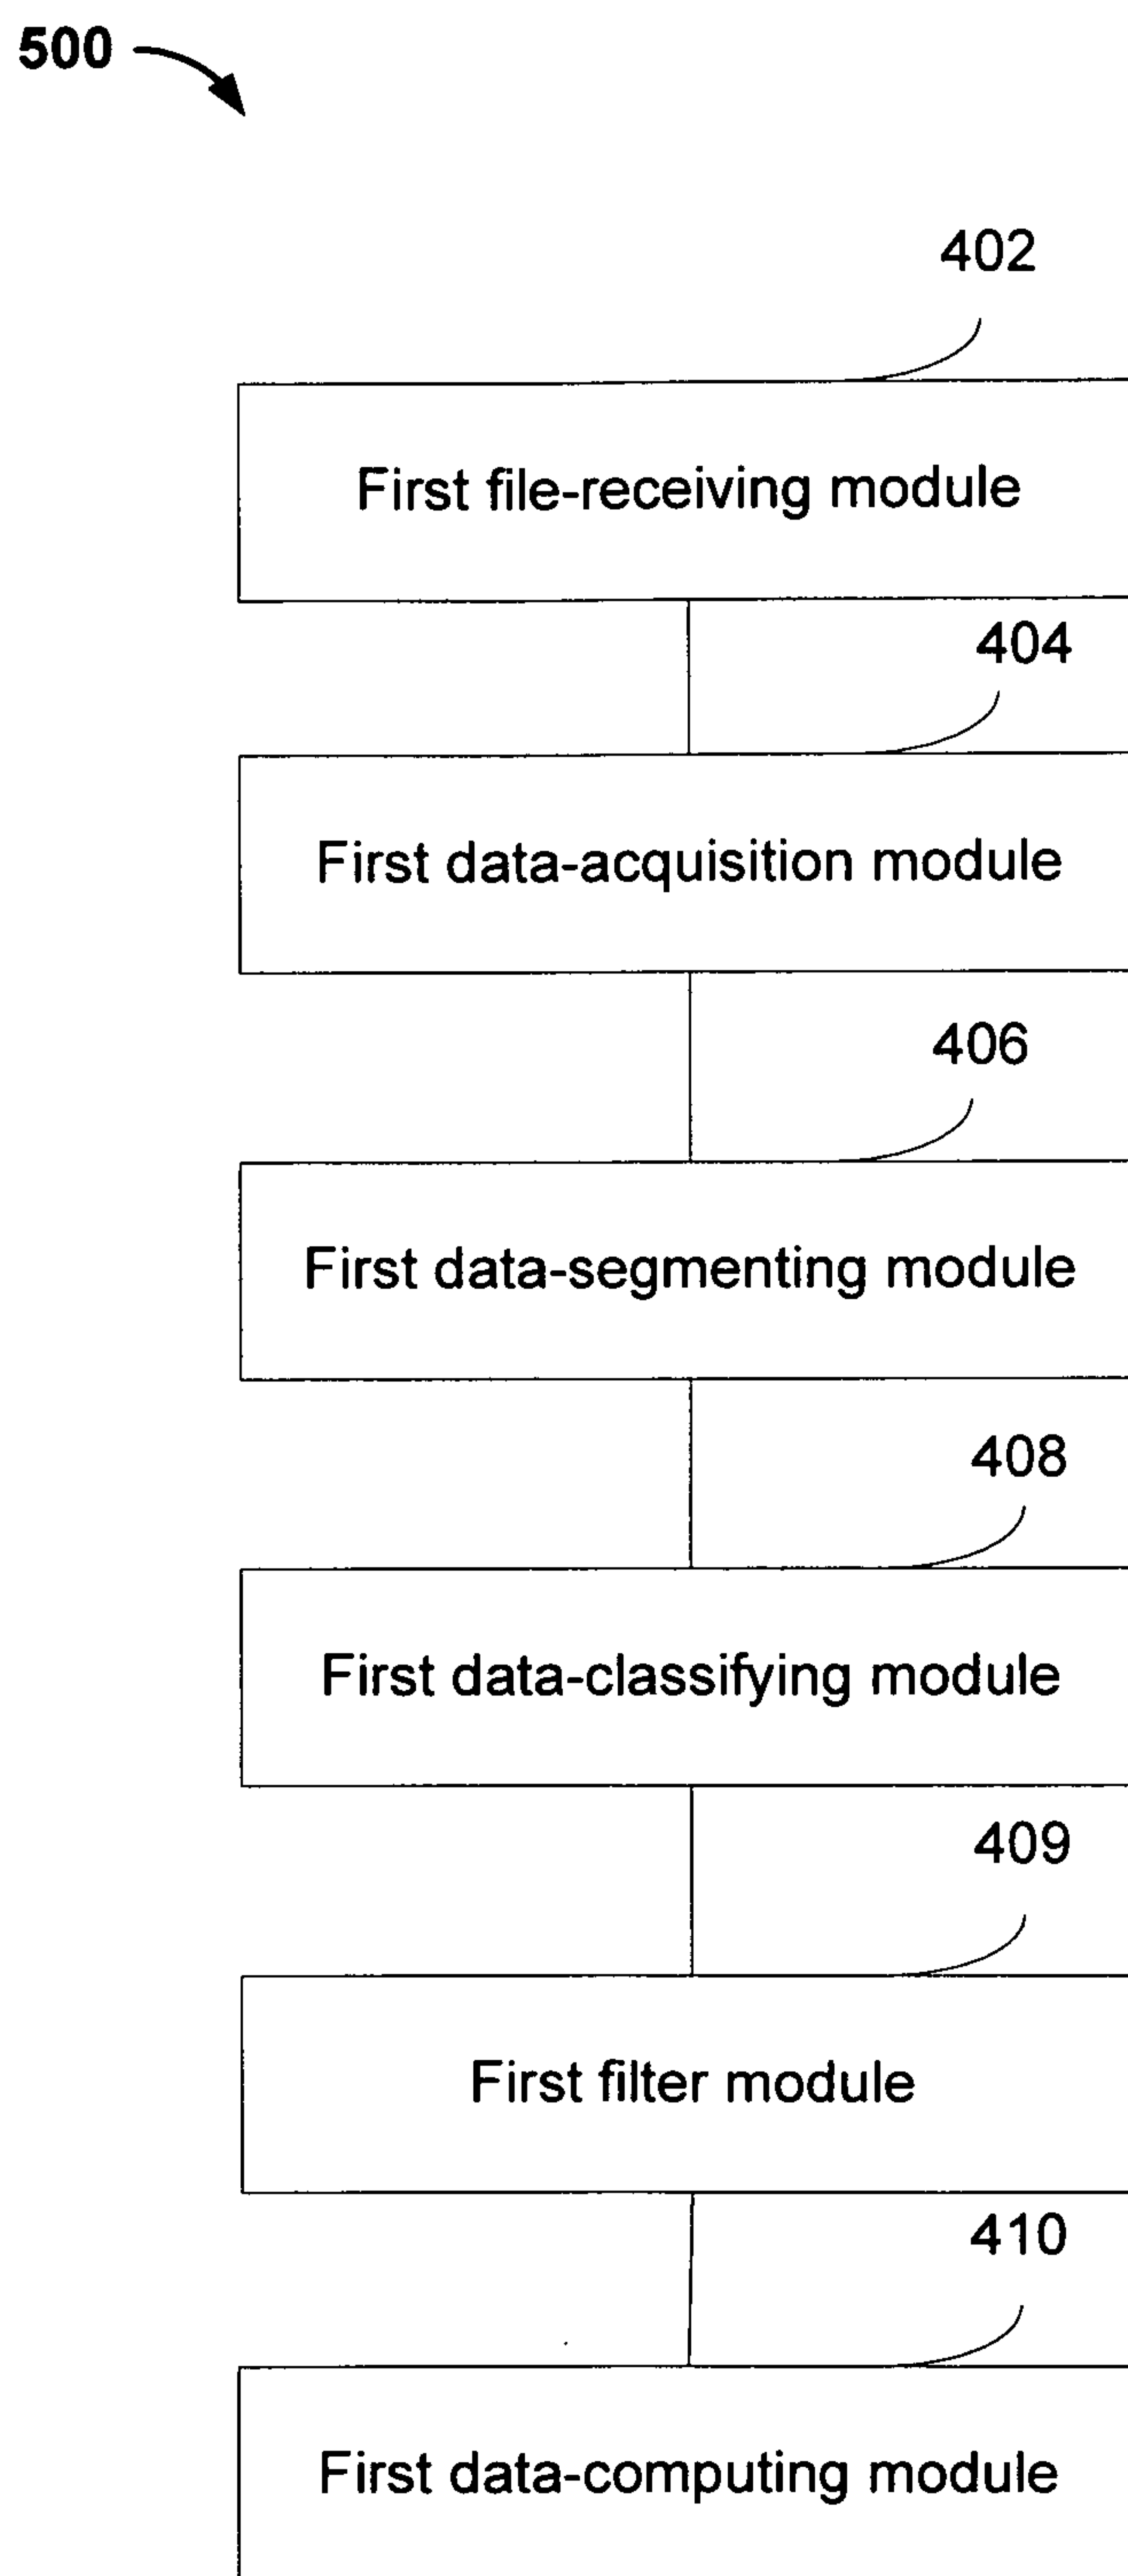 500
402
First file-receiving module
404
First data-acquisition module
406
First data-segmenting module
408
First data-classifying module
409
First filter module
410
First data-computing module